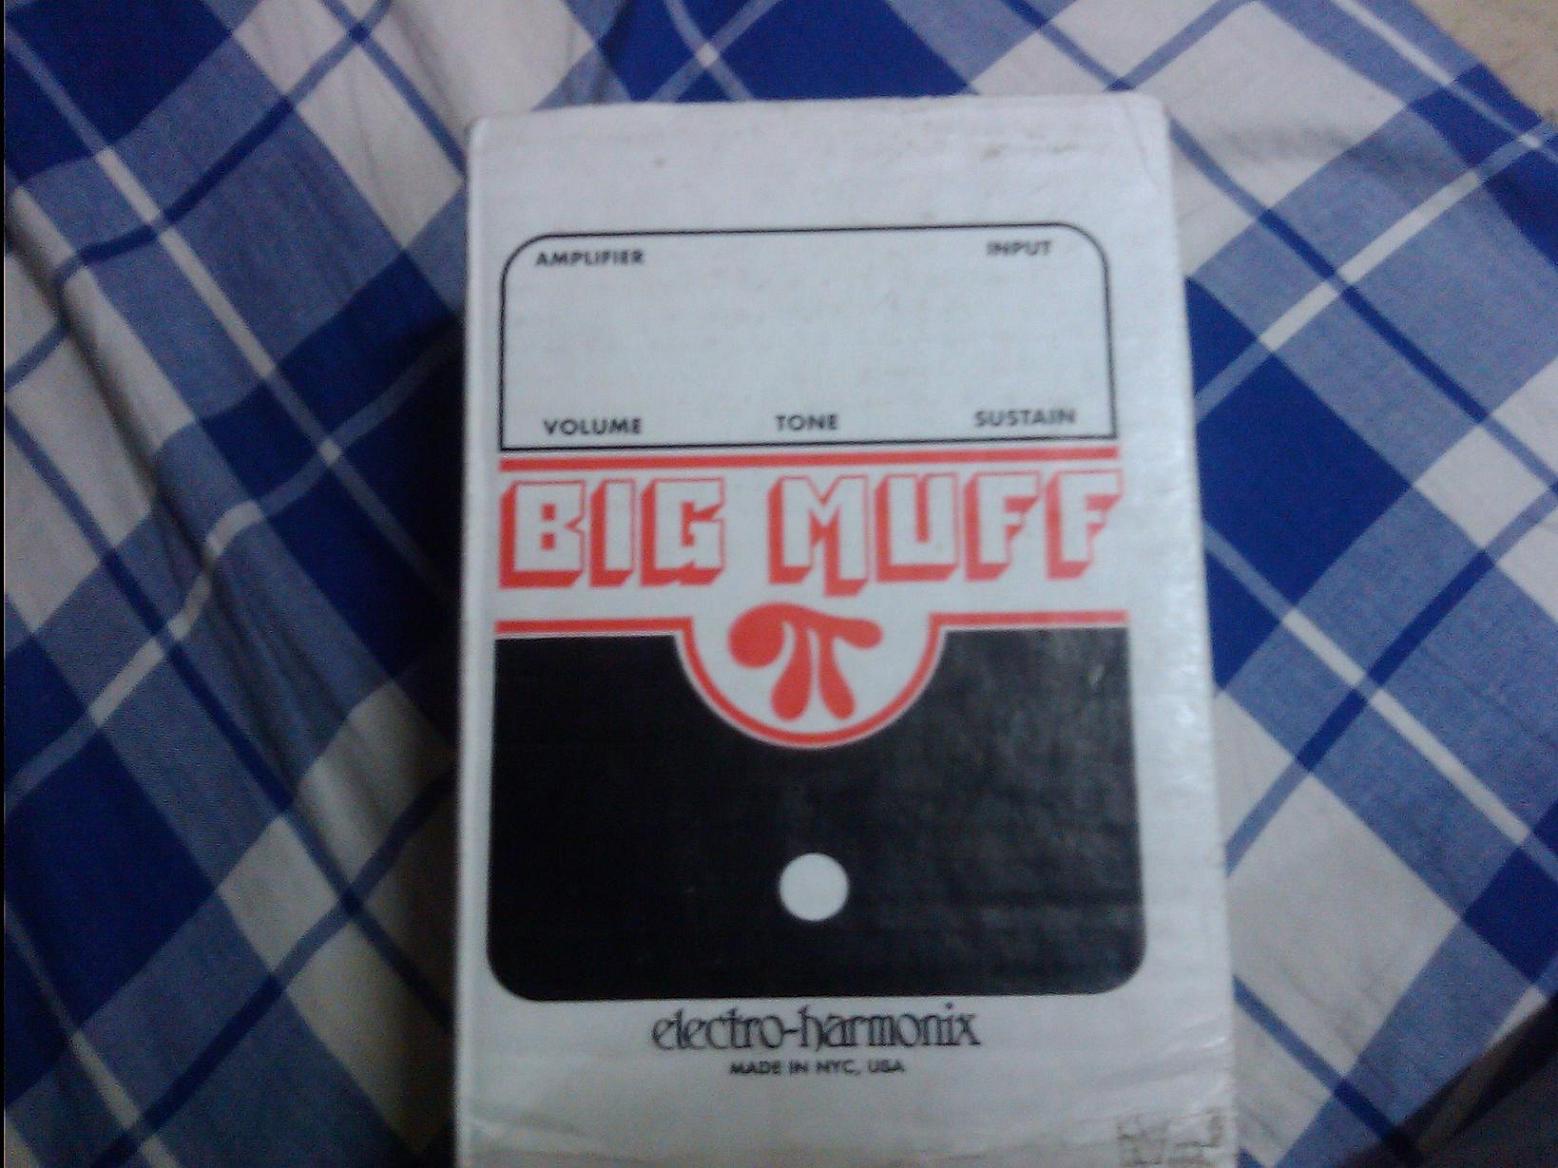 AMPLIFIER INPUT
VOLUME TONE SUSTAIN
BIG MUFF
π
electro-harmonix
MADE IN NYC, USA